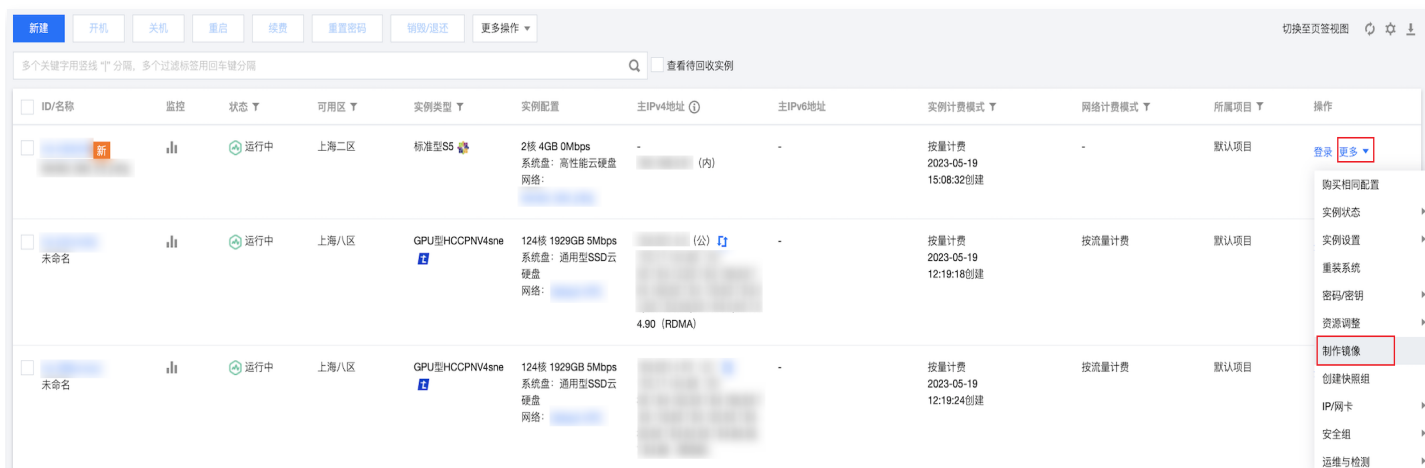 新建 开机 关机 重启 续费 重置密码 销毁/退还 更多操作 切换至页签视图
多个关键字用竖线 "|" 分隔，多个过滤标签用回车键分隔 查看待回收实例
ID/名称 监控 状态 可用区 实例类型 实例配置 主IPv4地址 主IPv6地址 实例计费模式 网络计费模式 所属项目 操作
新 运行中 上海二区 标准型S5 2核 4GB 0Mbps - - 按量计费 - 默认项目 登录 更多
系统盘：高性能云硬盘 (内) 2023-05-19
网络： 15:08:32创建
购买相同配置
实例状态
实例设置
重装系统
密码/密钥
资源调整
制作镜像
创建快照组
IP/网卡
安全组
运维与检测
未命名 运行中 上海八区 GPU型HCCPNV4sne 124核 1929GB 5Mbps (公) - 按量计费 按流量计费 默认项目
系统盘：通用型SSD云 2023-05-19
硬盘 12:19:18创建
网络：
4.90（RDMA）
未命名 运行中 上海八区 GPU型HCCPNV4sne 124核 1929GB 5Mbps - 按量计费 按流量计费 默认项目
系统盘：通用型SSD云 2023-05-19
硬盘 12:19:24创建
网络：